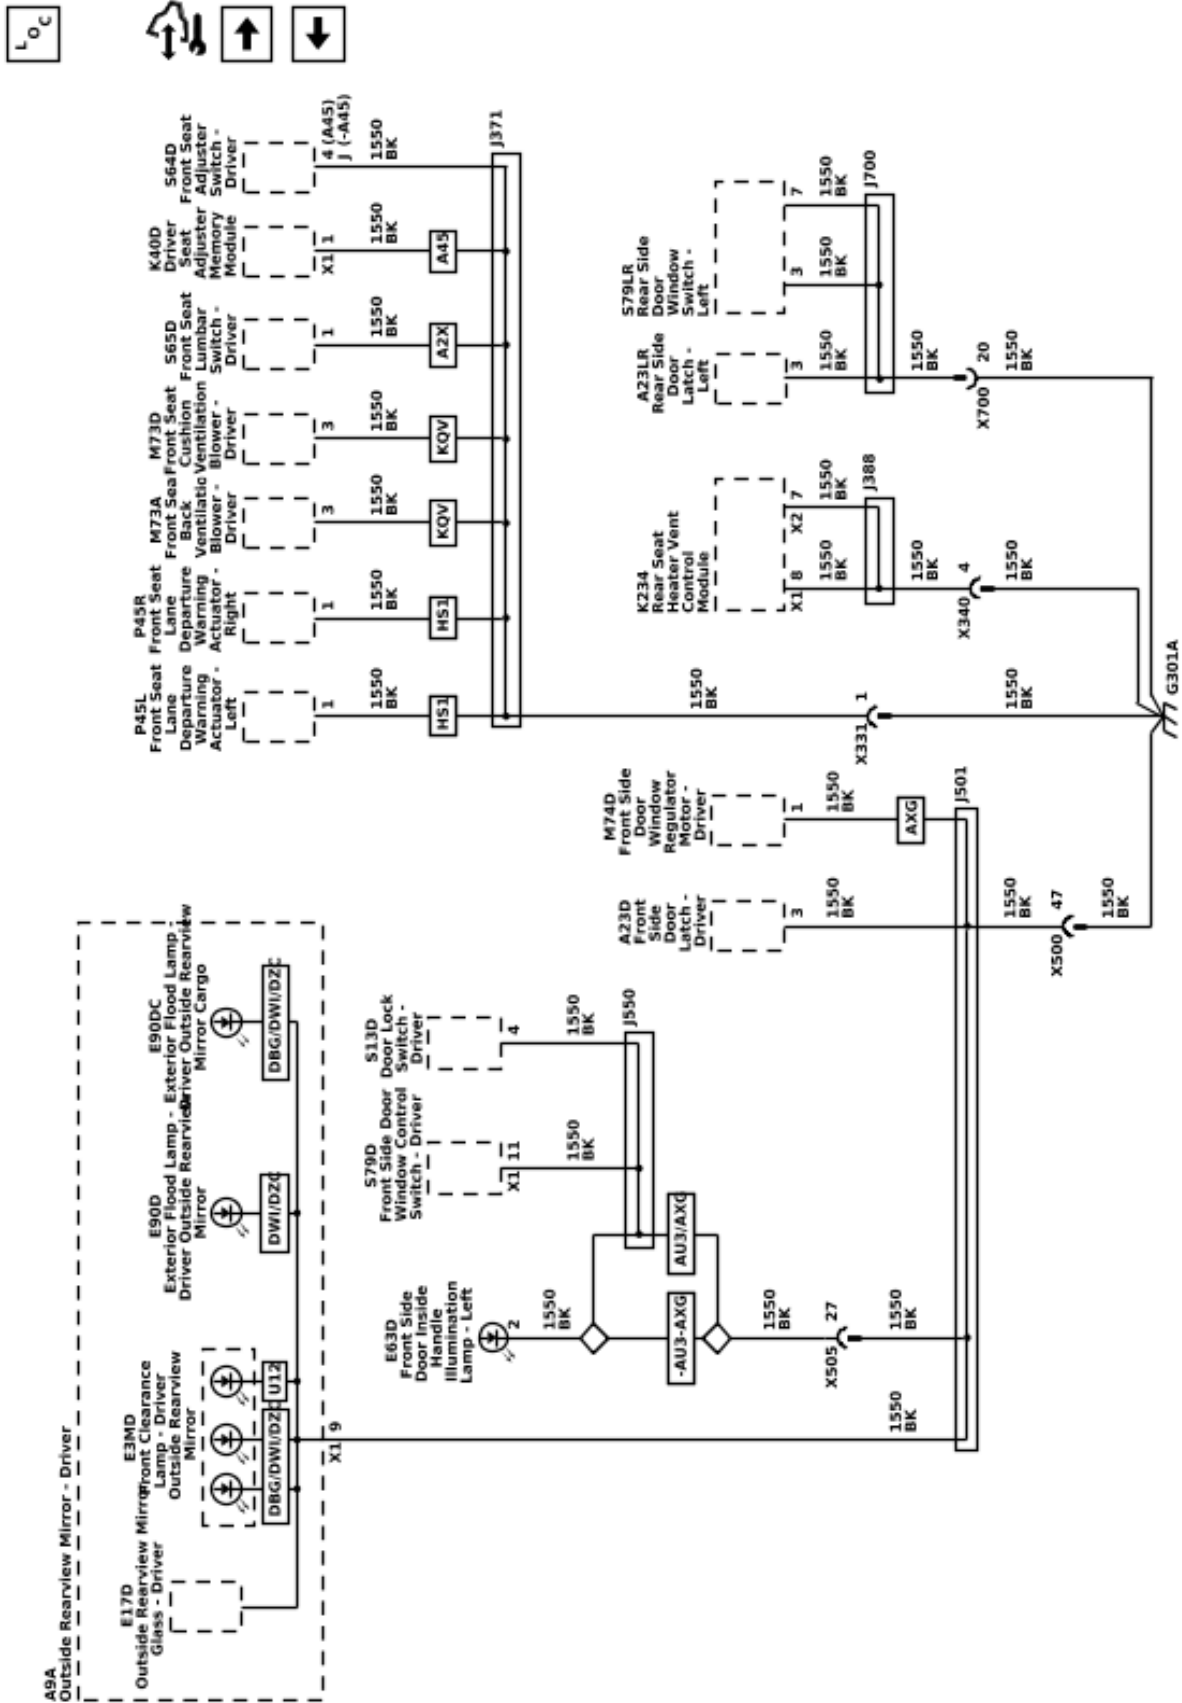 LOC
A9A
Outside Rearview Mirror - Driver
E17D
Outside Rearview Mirror
Glass - Driver
E3MD
Front Clearance
Lamp - Driver
Outside Rearview
Mirror
DBG/DWI/DZC
U12
E90D
Exterior Flood Lamp -
Driver Outside Rearview
Mirror
DWI/DZC
E90DC
Exterior Flood Lamp -
Driver Outside Rearview
Mirror Cargo
DBG/DWI/DZC
X1 9
P45L
Front Seat
Lane
Departure
Warning
Actuator -
Left
1
1550
BK
HS1
P45R
Front Seat
Lane
Departure
Warning
Actuator -
Right
1
1550
BK
HS1
M73A
Front Sea
Back
Ventilatic
Blower -
Driver
3
1550
BK
KQV
M73D
Front Seat
Cushion
Ventilation
Blower -
Driver
3
1550
BK
KQV
S65D
Front Seat
Lumbar
Switch -
Driver
1
1550
BK
A2X
K40D
Driver
Seat
Adjuster
Memory
Module
X1 1
1550
BK
A45
S64D
Front Seat
Adjuster
Switch -
Driver
4 (A45)
J (-A45)
1550
BK
J371
E63D
Front Side
Door Inside
Handle
Illumination
Lamp - Left
2
1550
BK
-AU3-AXG
AU3/AXG
1550
BK
X505 27
1550
BK
1550
BK
S79D
Front Side Door
Window Control
Switch - Driver
X1 11
1550
BK
S13D
Door Lock
Switch -
Driver
4
1550
BK
J550
A23D
Front
Side
Door
Latch -
Driver
3
1550
BK
M74D
Front Side
Door
Window
Regulator
Motor -
Driver
1
1550
BK
AXG
J501
1550
BK
X500 47
1550
BK
1550
BK
X331 1
1550
BK
K234
Rear Seat
Heater Vent
Control
Module
X1 8
1550
BK
X2 7
1550
BK
J388
1550
BK
X340 4
1550
BK
A23LR
Rear Side
Door
Latch -
Left
3
1550
BK
S79LR
Rear Side
Door
Window
Switch -
Left
3
1550
BK
7
1550
BK
J700
1550
BK
X700 20
1550
BK
G301A